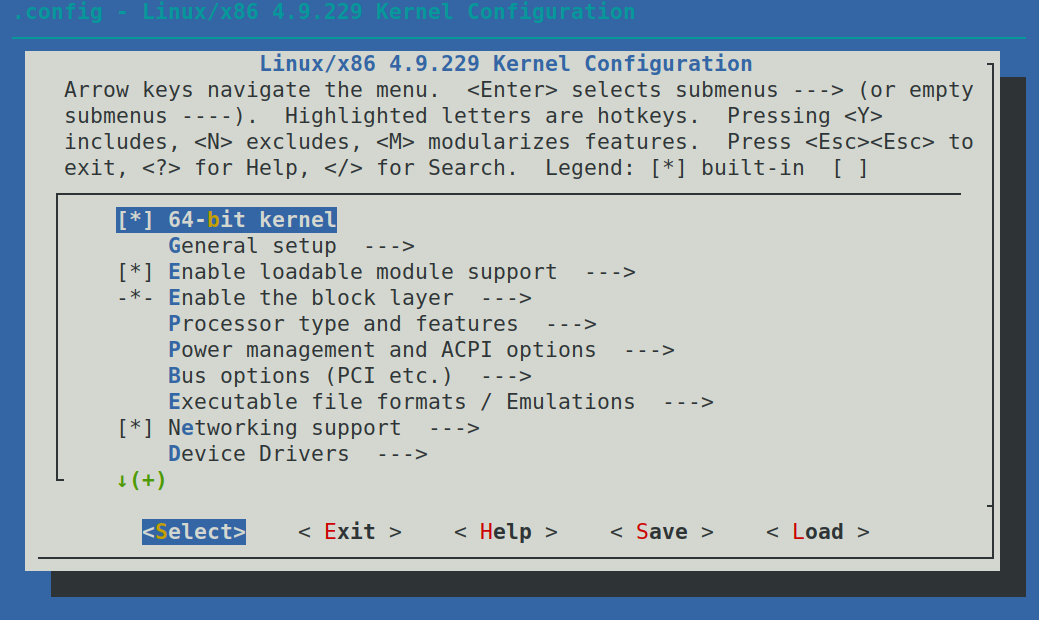 .config - Linux/x86 4.9.229 Kernel Configuration
Linux/x86 4.9.229 Kernel Configuration
Arrow keys navigate the menu.  <Enter> selects submenus ---> (or empty
submenus ----).  Highlighted letters are hotkeys.  Pressing <Y>
includes, <N> excludes, <M> modularizes features.  Press <Esc><Esc> to
exit, <?> for Help, </> for Search.  Legend: [*] built-in  [ ]
[*] 64-bit kernel
General setup  --->
[*] Enable loadable module support  --->
-*- Enable the block layer  --->
Processor type and features  --->
Power management and ACPI options  --->
Bus options (PCI etc.)  --->
Executable file formats / Emulations  --->
[*] Networking support  --->
Device Drivers  --->
↓(+)
<Select>    < Exit >    < Help >    < Save >    < Load >